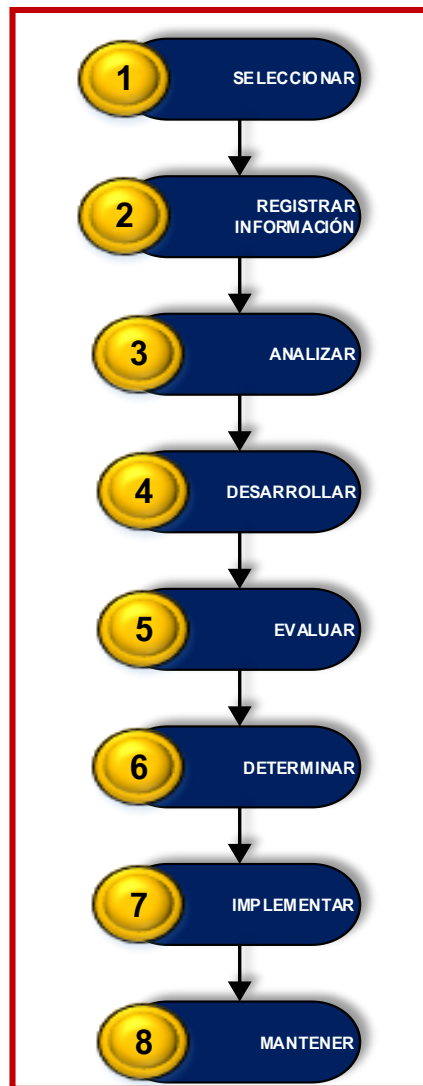 1
SELECCIONAR
2
REGISTRAR
INFORMACIÓN
3
ANALIZAR
4
DESARROLLAR
5
EVALUAR
6
DETERMINAR
7
IMPLEMENTAR
8
MANTENER